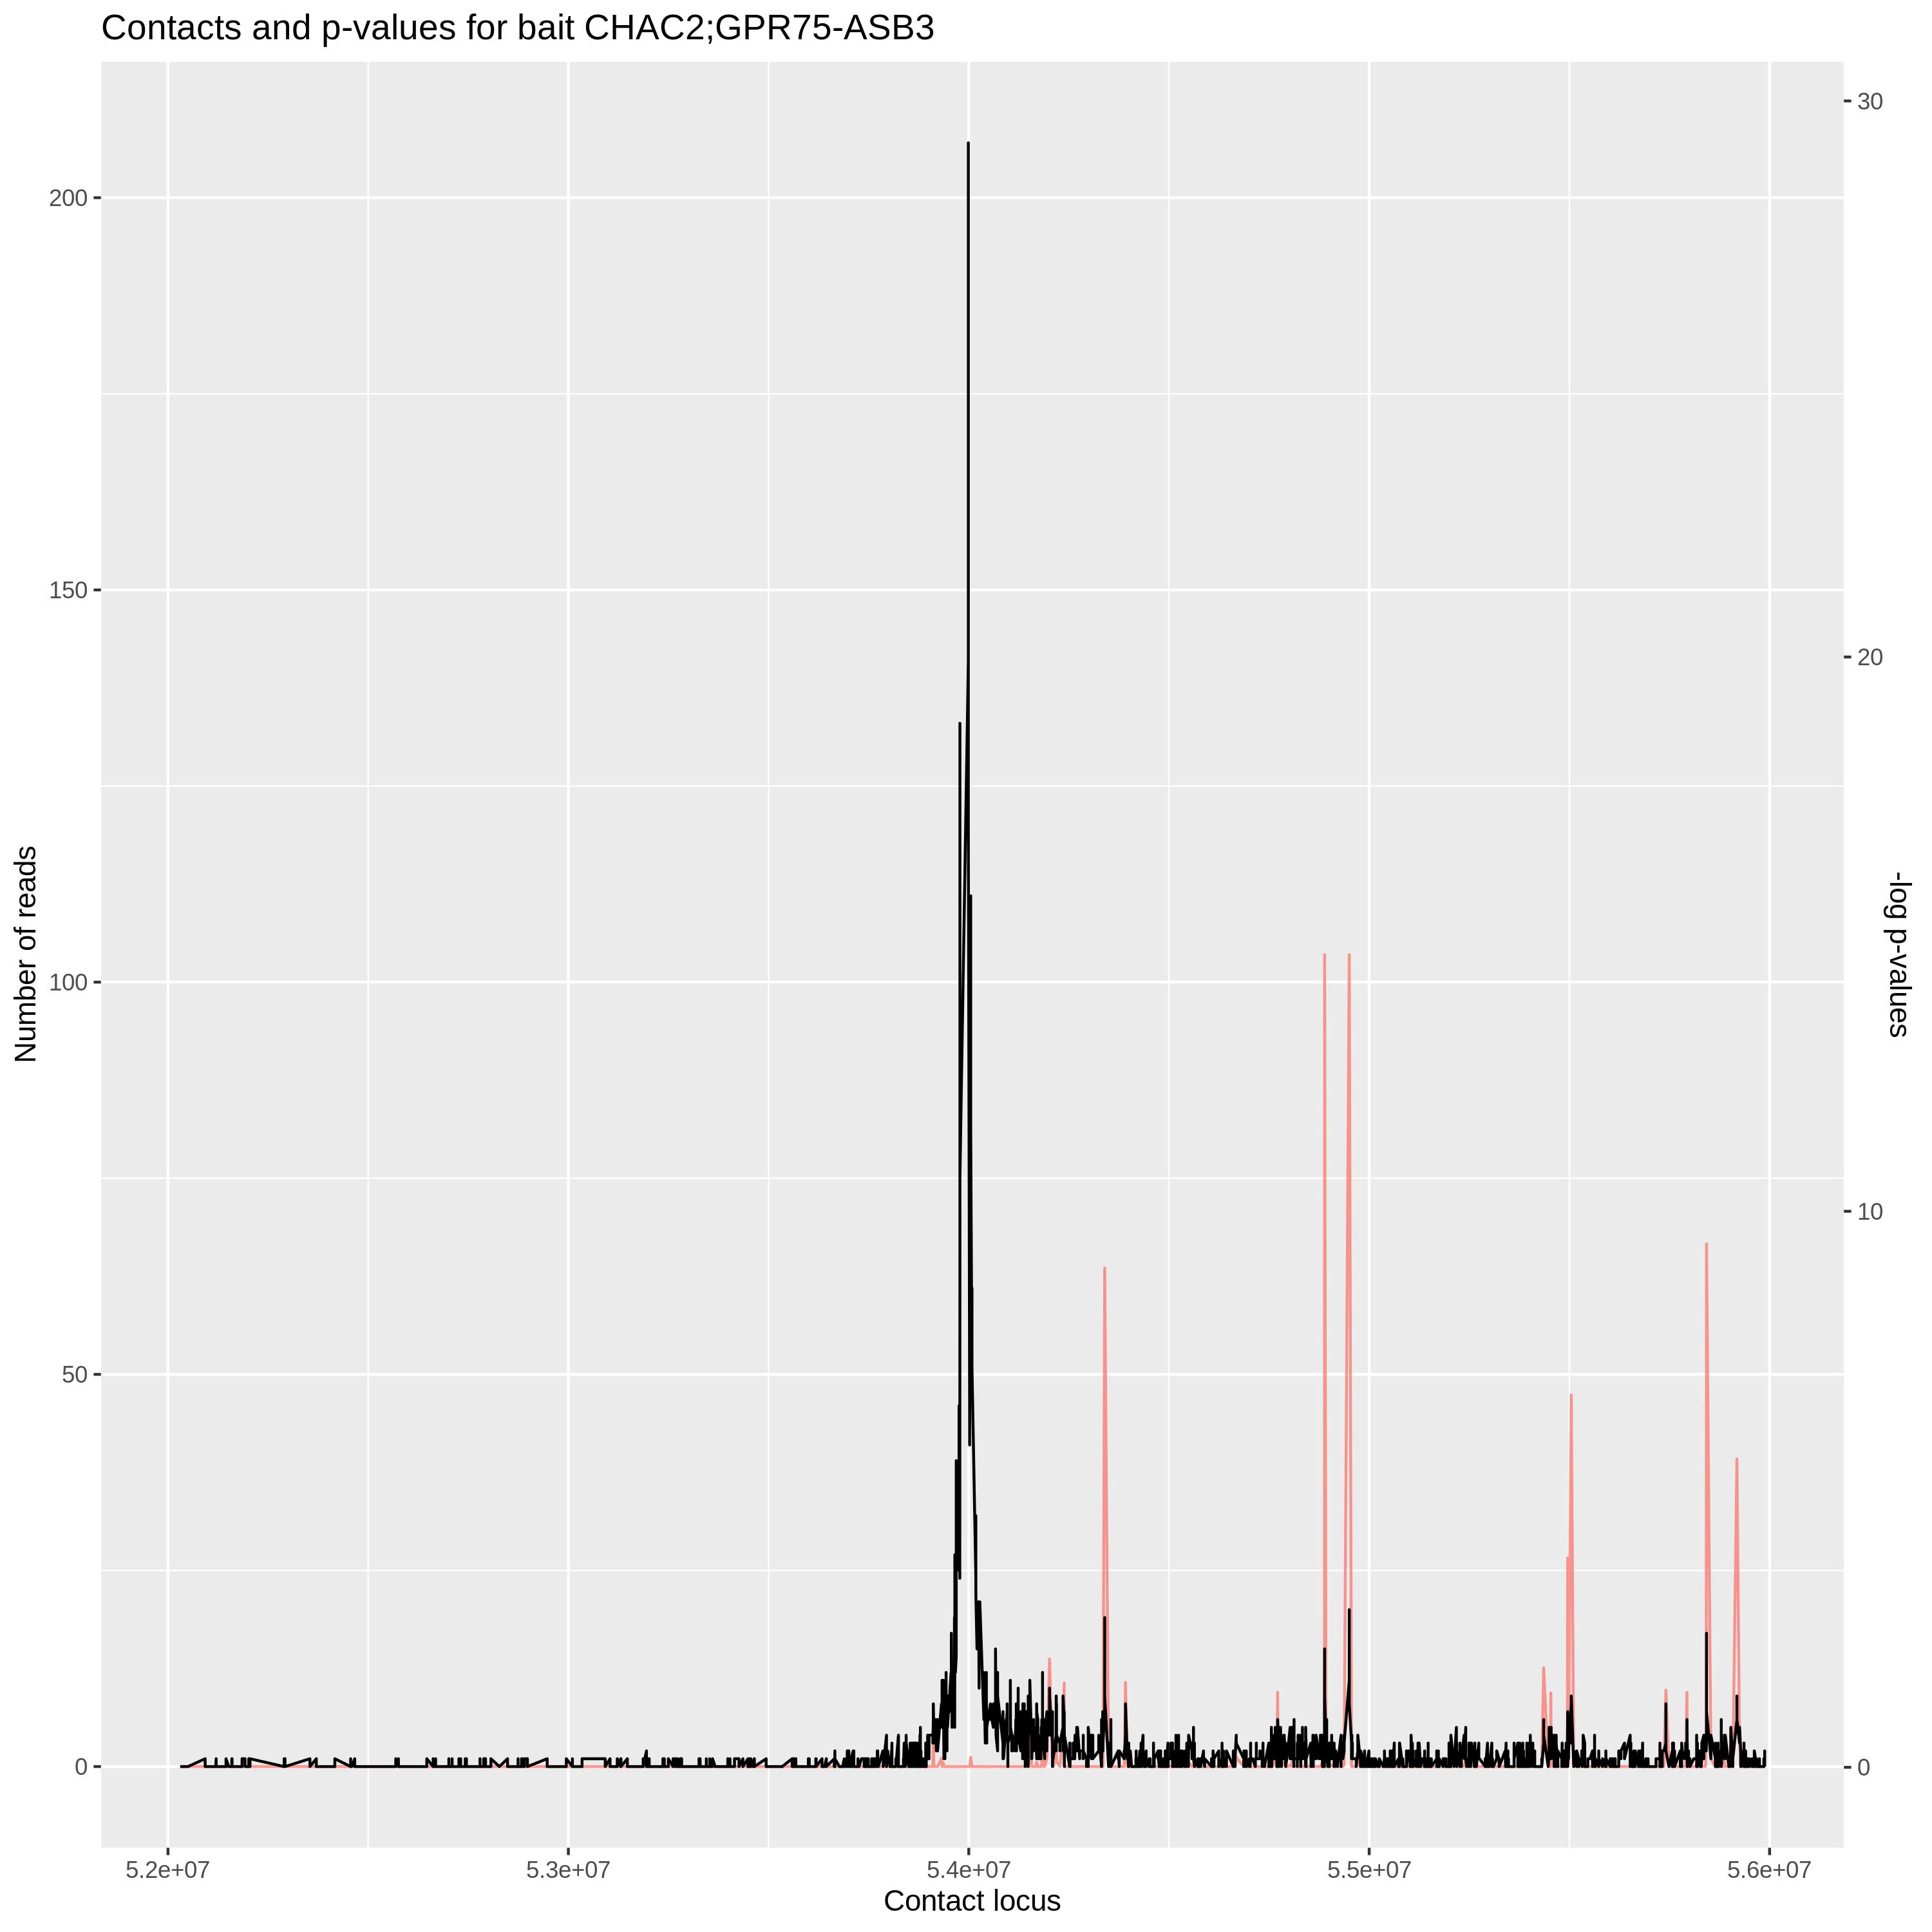 Contacts and p-values for bait CHAC2;GPR75-ASB3
30
200
20
150
Number of reads
-log p-values
100
10
50
0
0
5.2e+07
5.3e+07
5.4e+07
5.5e+07
5.6e+07
Contact locus